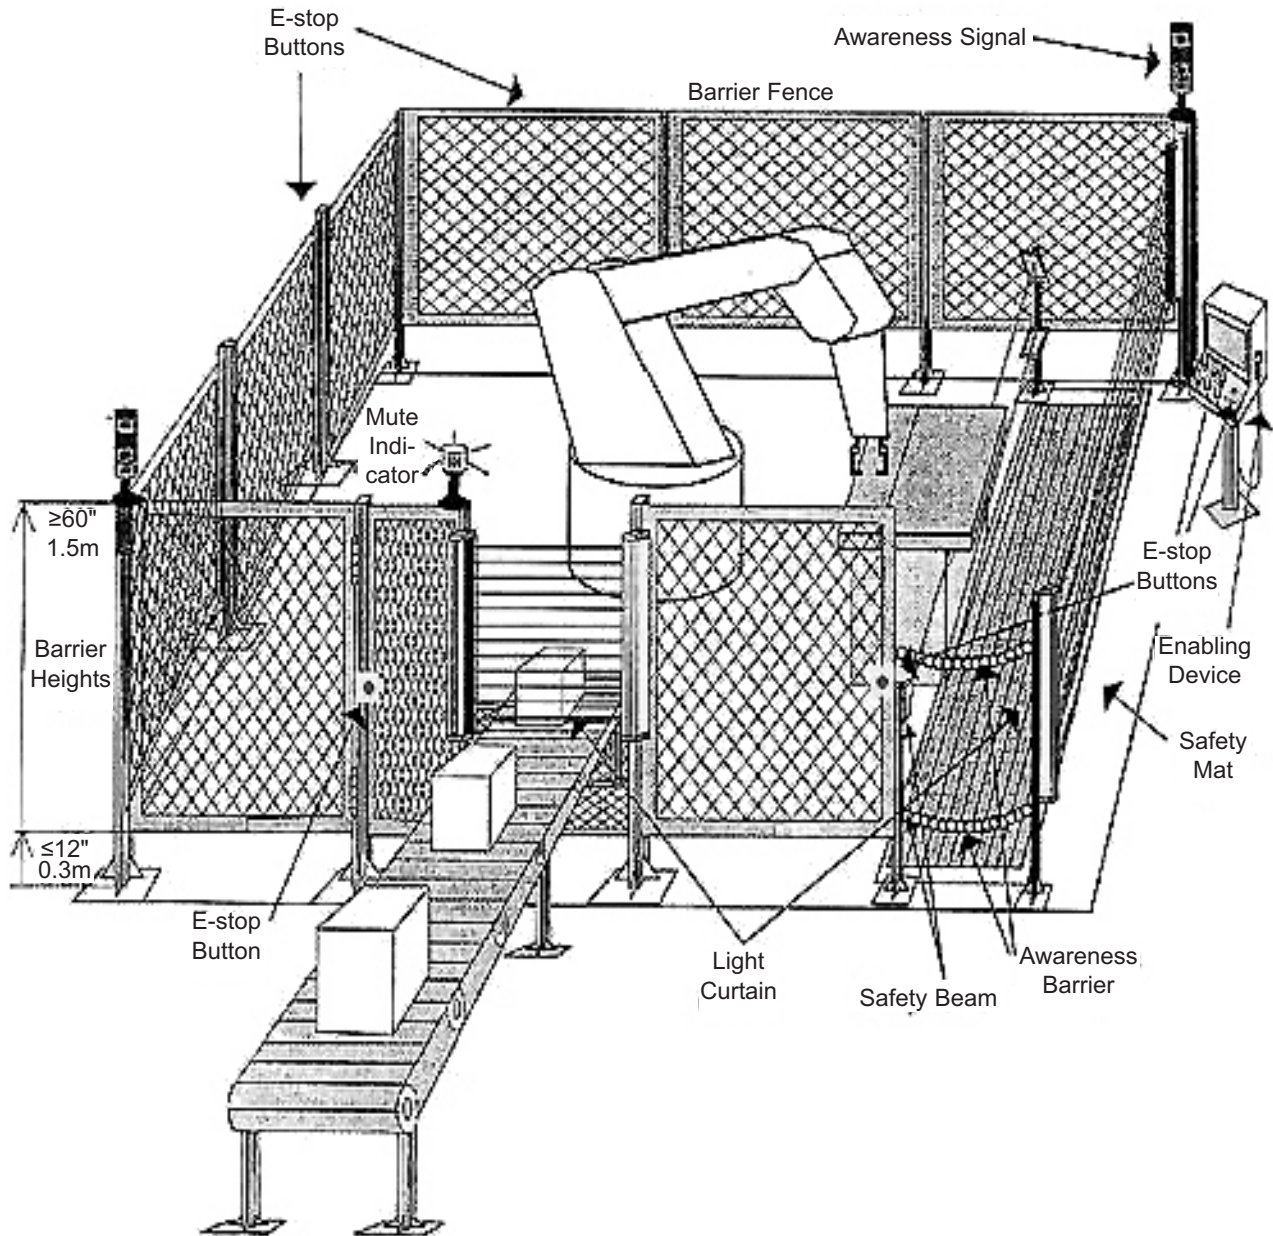 E-stop
Buttons
Awareness Signal
Barrier Fence
Mute
Indi-
cator
≥60"
1.5m
Barrier
Heights
≤12"
0.3m
E-stop
Button
E-stop
Buttons
Enabling
Device
Safety
Mat
Light
Curtain
Safety Beam
Awareness
Barrier